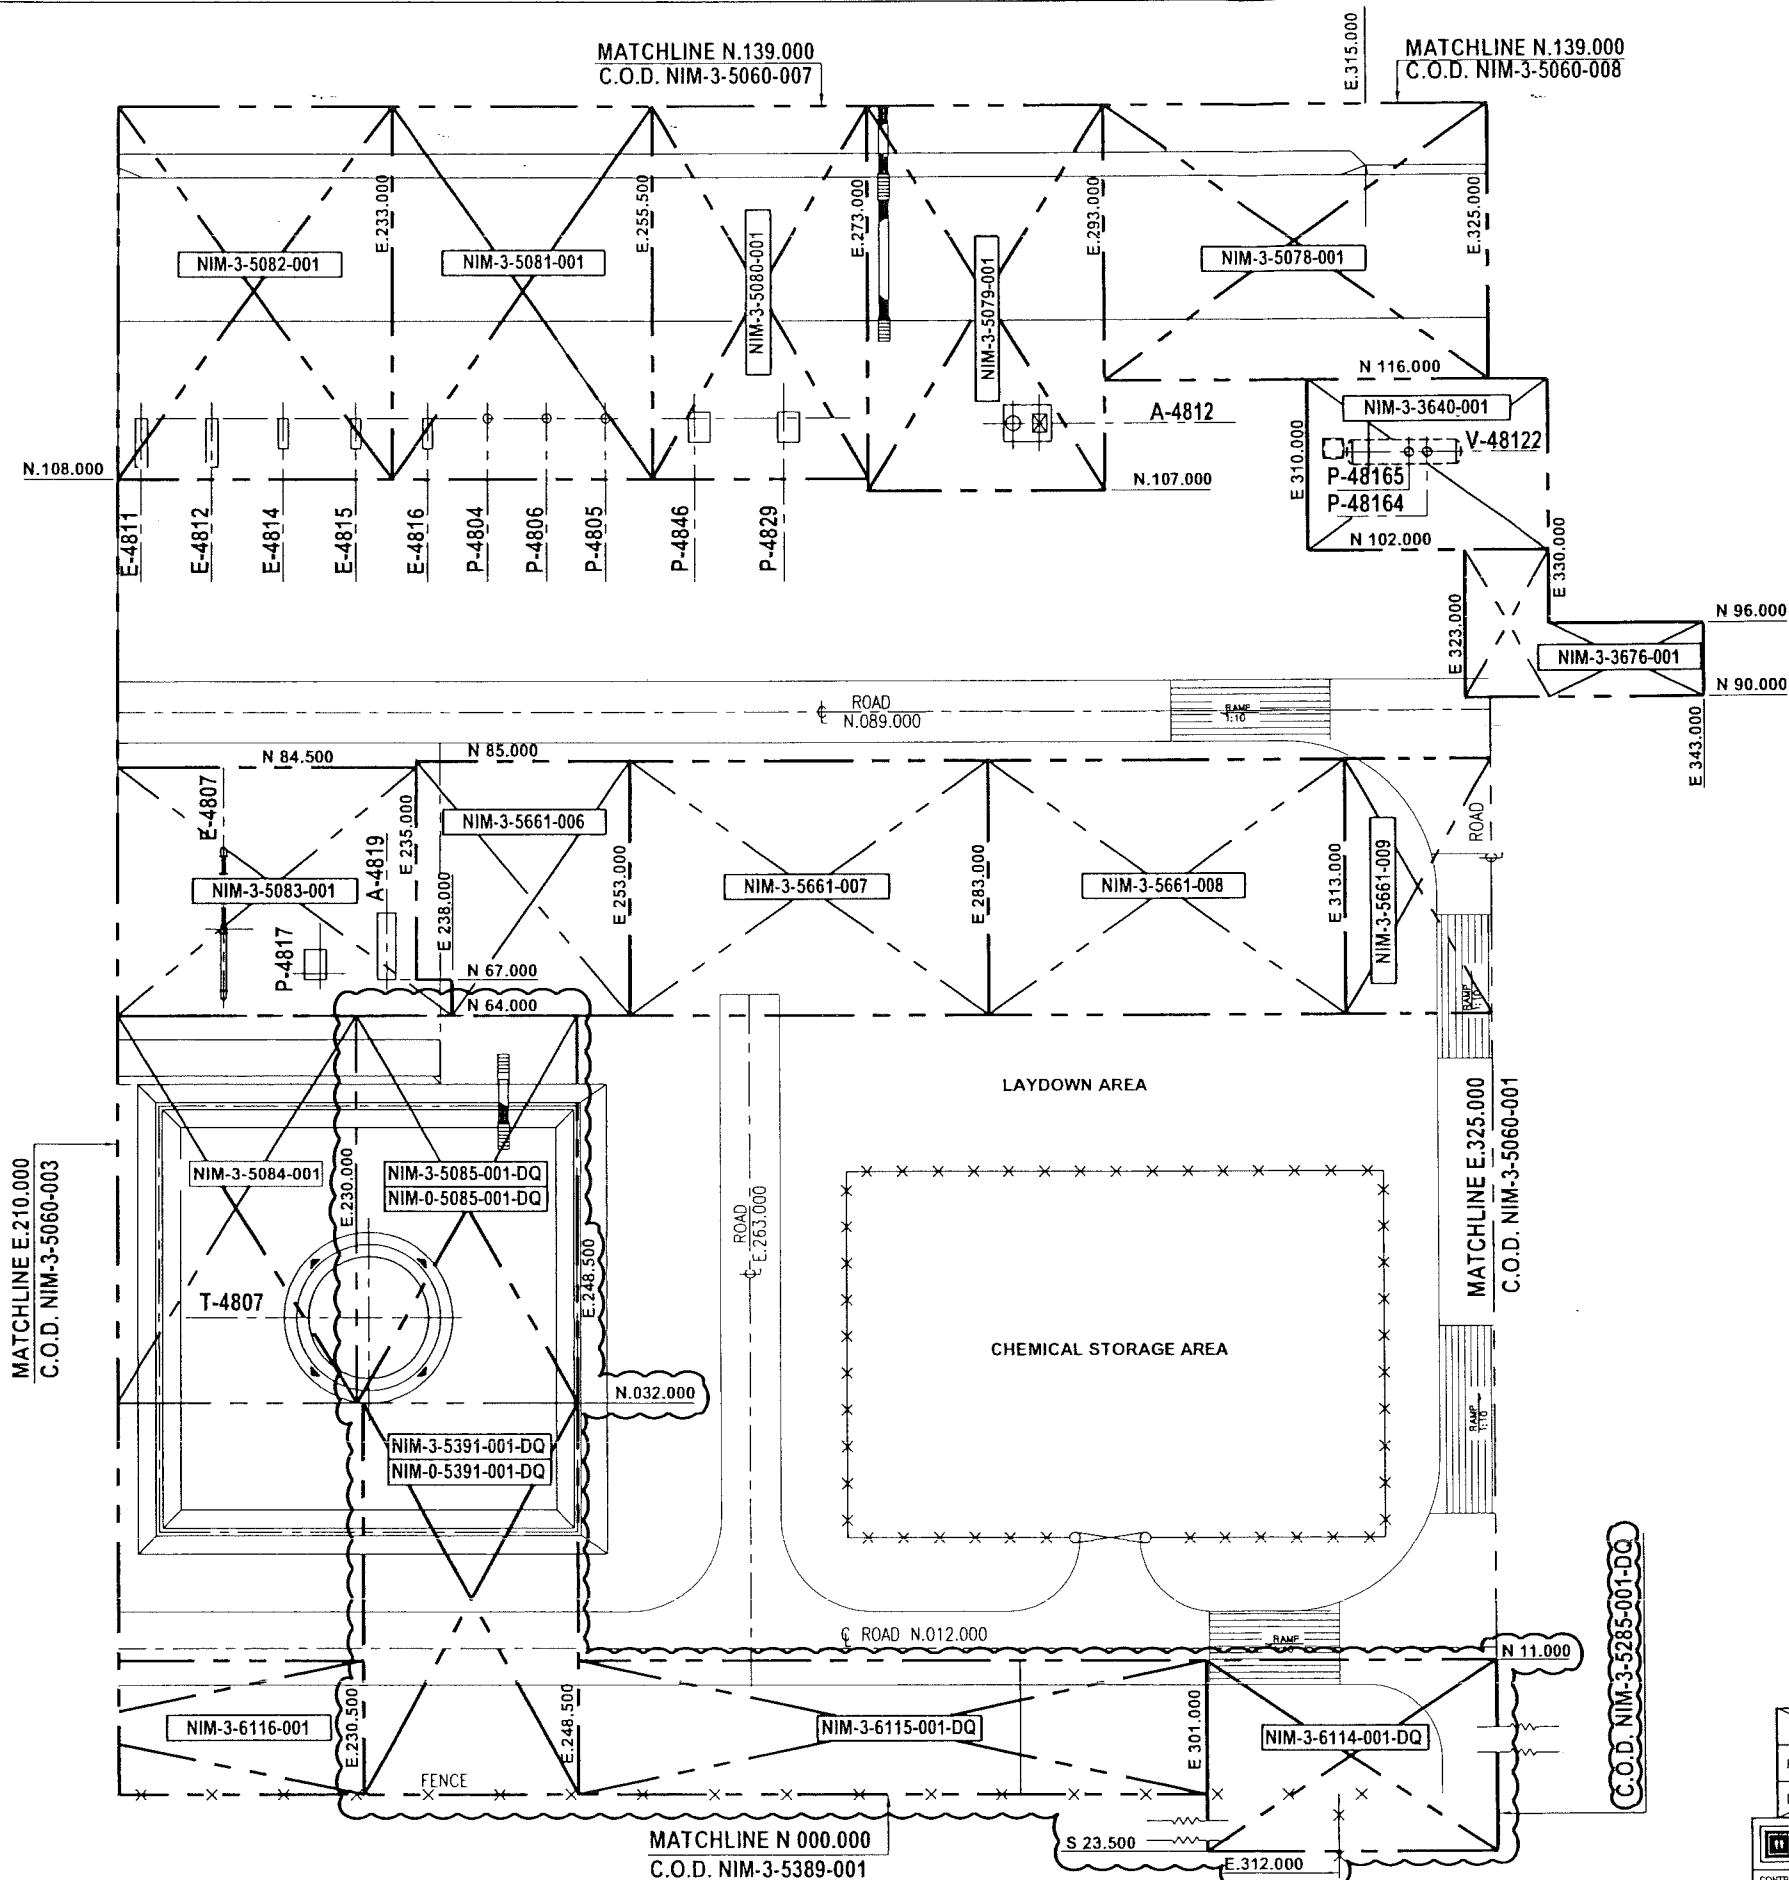 MATCHLINE N.139.000
C.O.D. NIM-3-5060-007
E.315.000
MATCHLINE N.139.000
C.O.D. NIM-3-5060-008
E.233.000
E.255.500
E.273.000
E.293.000
E.325.000
NIM-3-5082-001
NIM-3-5081-001
NIM-3-5080-001
NIM-3-5079-001
NIM-3-5078-001
N 116.000
NIM-3-3640-001
A-4812
V-48122
E 310.000
P-48165
P-48164
N.108.000
N.107.000
N 102.000
E-4811
E-4812
E-4814
E-4815
E-4816
P-4804
P-4806
P-4805
P-4846
P-4829
E 330.000
E 323.000
N 96.000
NIM-3-3676-001
N 90.000
E 343.000
ROAD
N.089.000
RAMP
1:10
N 84.500
N 85.000
E-4807
E 235.000
A-4819
NIM-3-5661-006
NIM-3-5083-001
E 238.000
E 253.000
NIM-3-5661-007
E 283.000
NIM-3-5661-008
E 313.000
NIM-3-5661-009
ROAD
P-4817
N 67.000
N 64.000
RAMP
1:10
LAYDOWN AREA
MATCHLINE E.325.000
C.O.D. NIM-3-5060-001
MATCHLINE E.210.000
C.O.D. NIM-3-5060-003
NIM-3-5084-001
E.230.000
NIM-3-5085-001-DQ
NIM-0-5085-001-DQ
ROAD
E.263.000
E.248.500
T-4807
CHEMICAL STORAGE AREA
N.032.000
RAMP
1:10
NIM-3-5391-001-DQ
NIM-0-5391-001-DQ
C.O.D. NIM-3-5285-001-DQ
ROAD N.012.000
RAMP
N 11.000
NIM-3-6116-001
E.230.500
E.248.500
NIM-3-6115-001-DQ
E 301.000
NIM-3-6114-001-DQ
FENCE
MATCHLINE N 000.000
C.O.D. NIM-3-5389-001
S 23.500
E.312.000